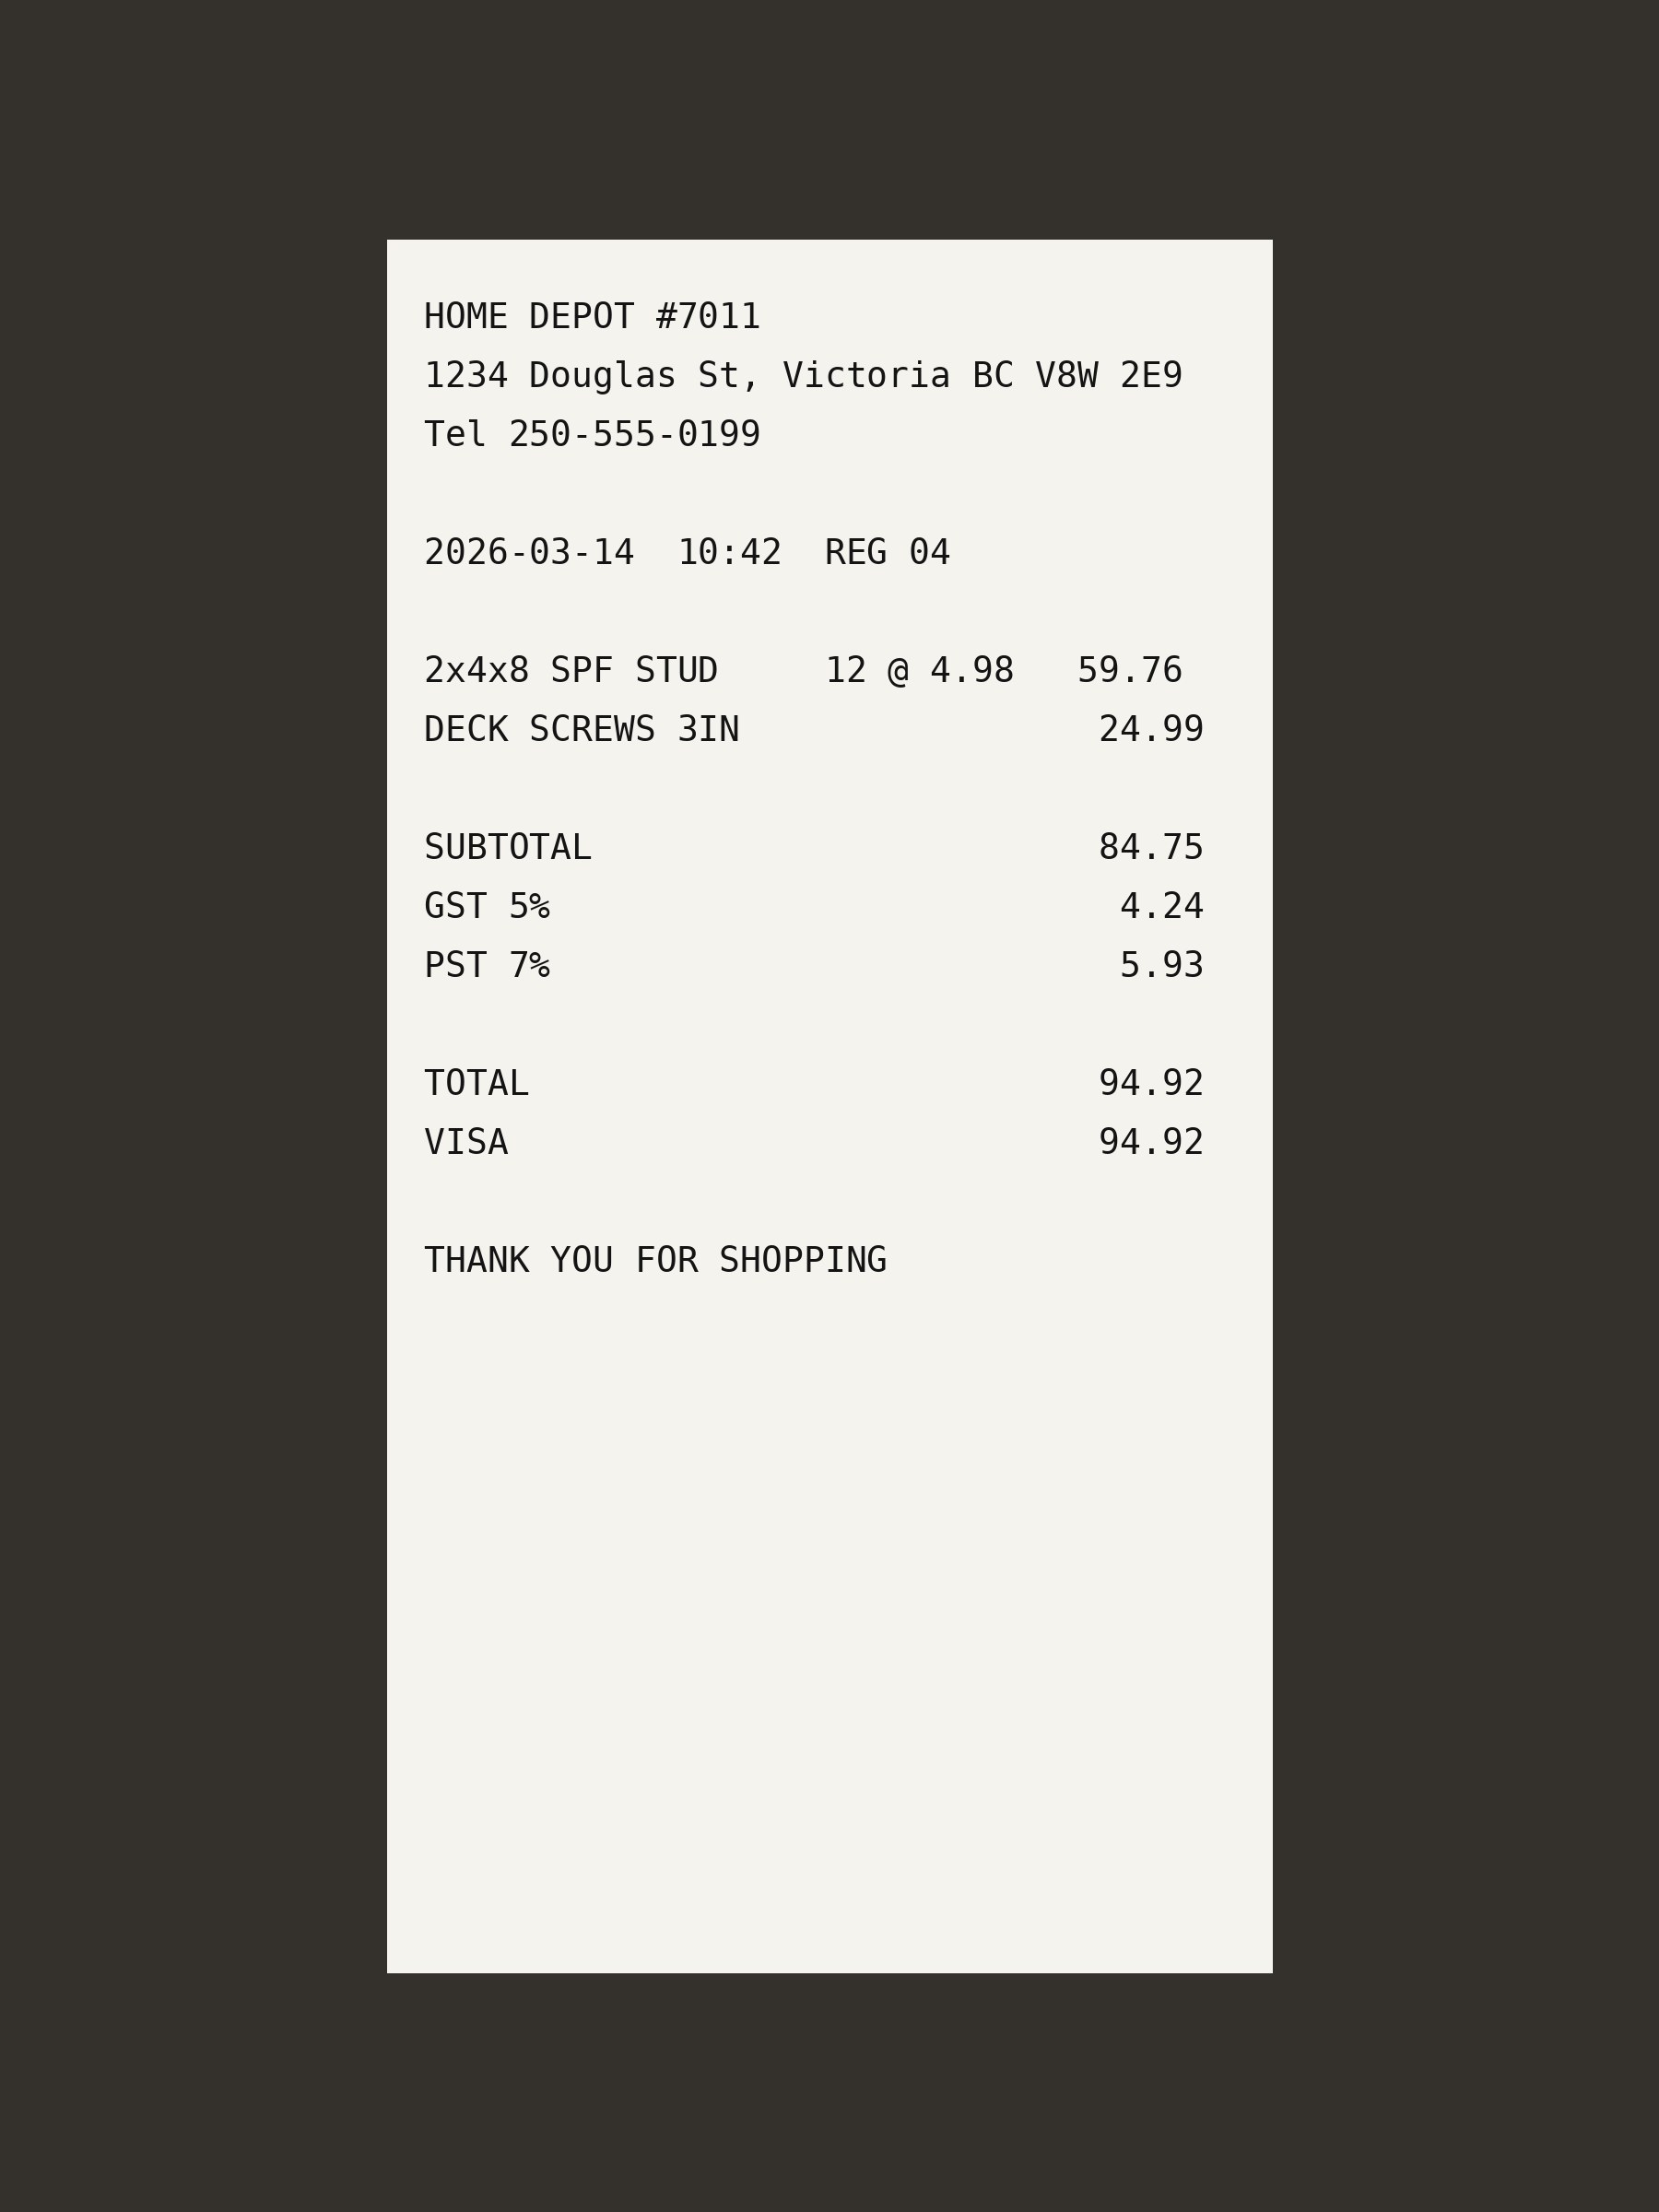 HOME DEPOT #7011
1234 Douglas St, Victoria BC V8W 2E9
Tel 250-555-0199
2026-03-14  10:42  REG 04
2x4x8 SPF STUD     12 @ 4.98   59.76
DECK SCREWS 3IN                 24.99
SUBTOTAL                        84.75
GST 5%                           4.24
PST 7%                           5.93
TOTAL                           94.92
VISA                            94.92
THANK YOU FOR SHOPPING